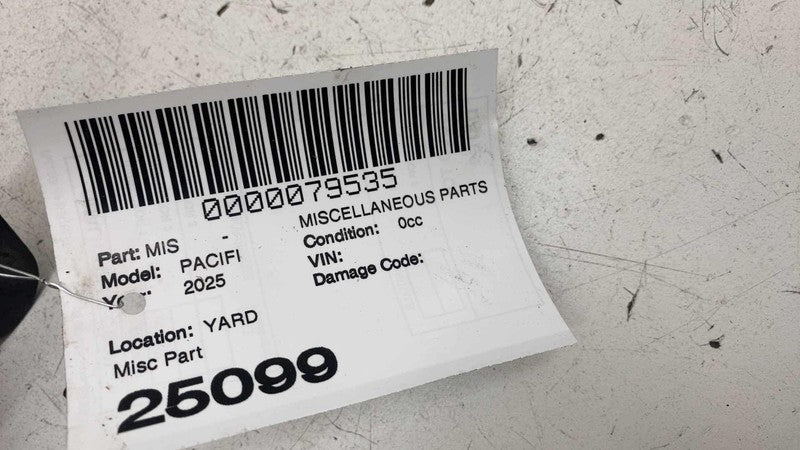 0000079535
Part: MIS - MISCELLANEOUS PARTS
Model: PACIFI Condition: 0cc
2025 VIN:
Damage Code:
Location: YARD
Misc Part
25099